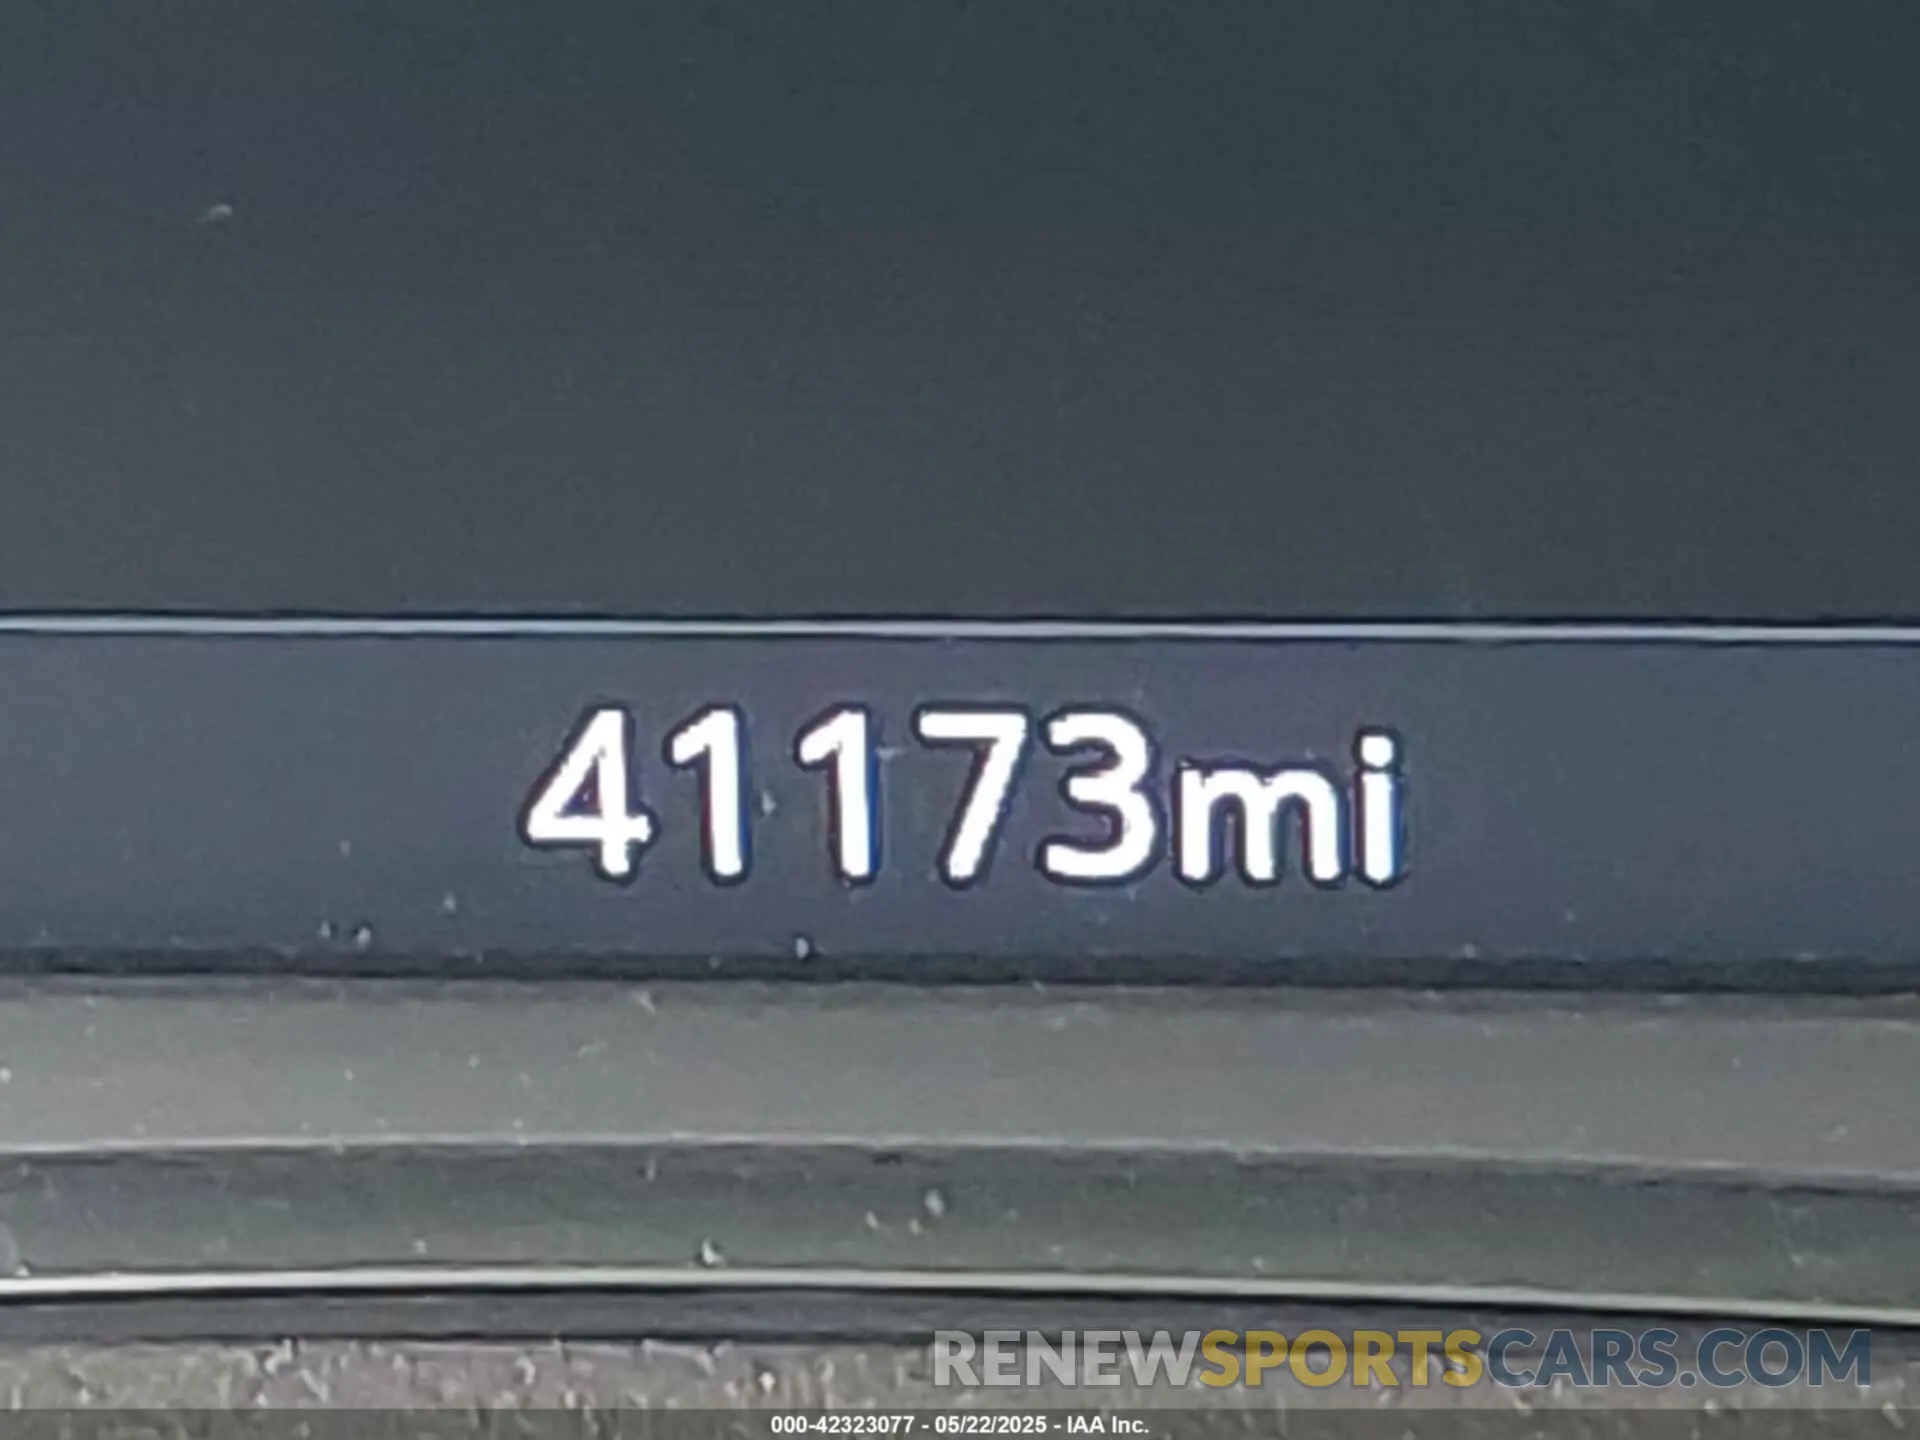 41173mi
RENEWSPORTSCARS.COM
000-42323077 - 05/22/2025 - IAA Inc.